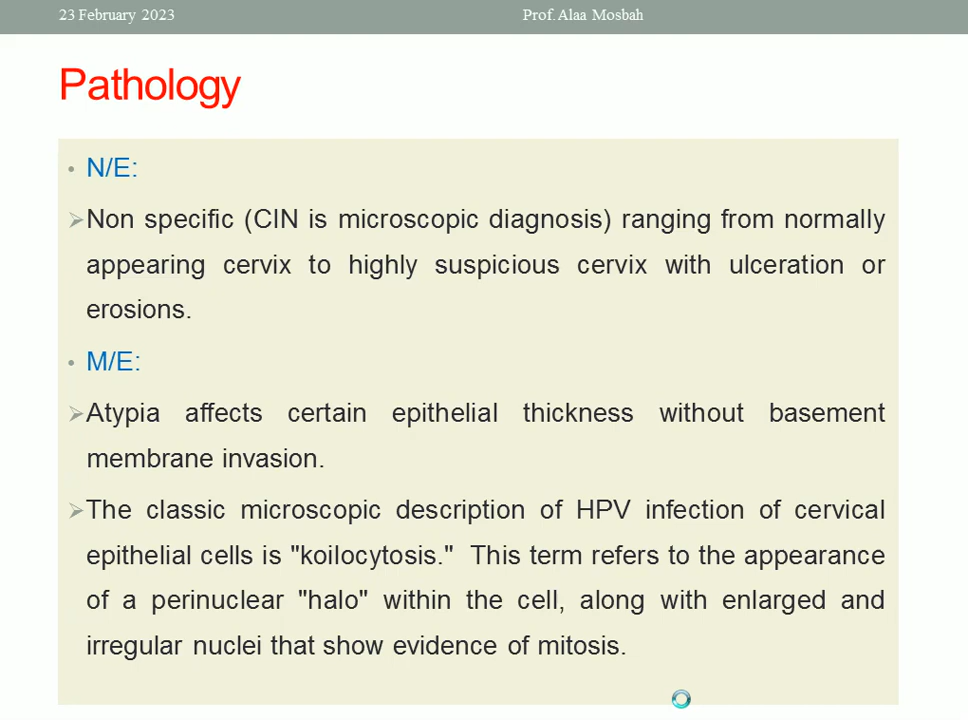 23 February 2023 Prof. Alaa Mosbah
Pathology
• N/E:
➢Non specific (CIN is microscopic diagnosis) ranging from normally
appearing cervix to highly suspicious cervix with ulceration or
erosions.
• M/E:
➢Atypia affects certain epithelial thickness without basement
membrane invasion.
➢The classic microscopic description of HPV infection of cervical
epithelial cells is "koilocytosis." This term refers to the appearance
of a perinuclear "halo" within the cell, along with enlarged and
irregular nuclei that show evidence of mitosis.